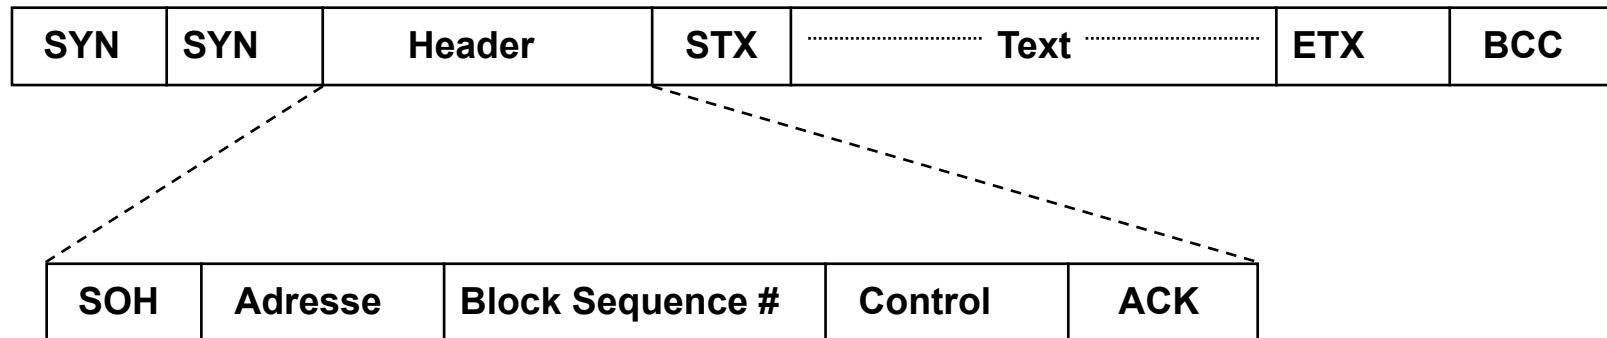 SYN SYN Header STX Text ETX BCC
SOH Adresse Block Sequence # Control ACK